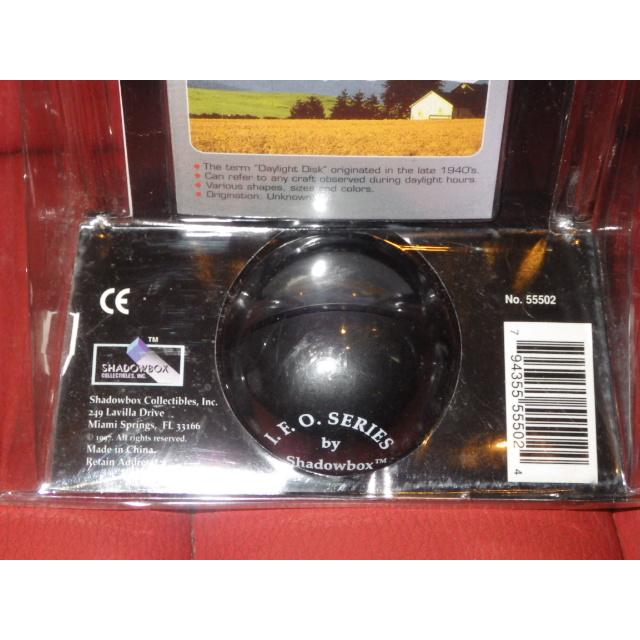 • The term "Daylight Disk" originated in the late 1940's.
• Can refer to any craft observed during daylight hours.
• Various shapes, sizes and colors.
• Origination: Unknown
CE
No. 55502
TM
SHADOWBOX
COLLECTIBLES, INC.
Shadowbox Collectibles, Inc.
249 Lavilla Drive
Miami Springs, FL 33166
© 1997. All rights reserved.
Made in China.
Retain
I. F. O. SERIES
by
Shadowbox™
7 94355 55502 4